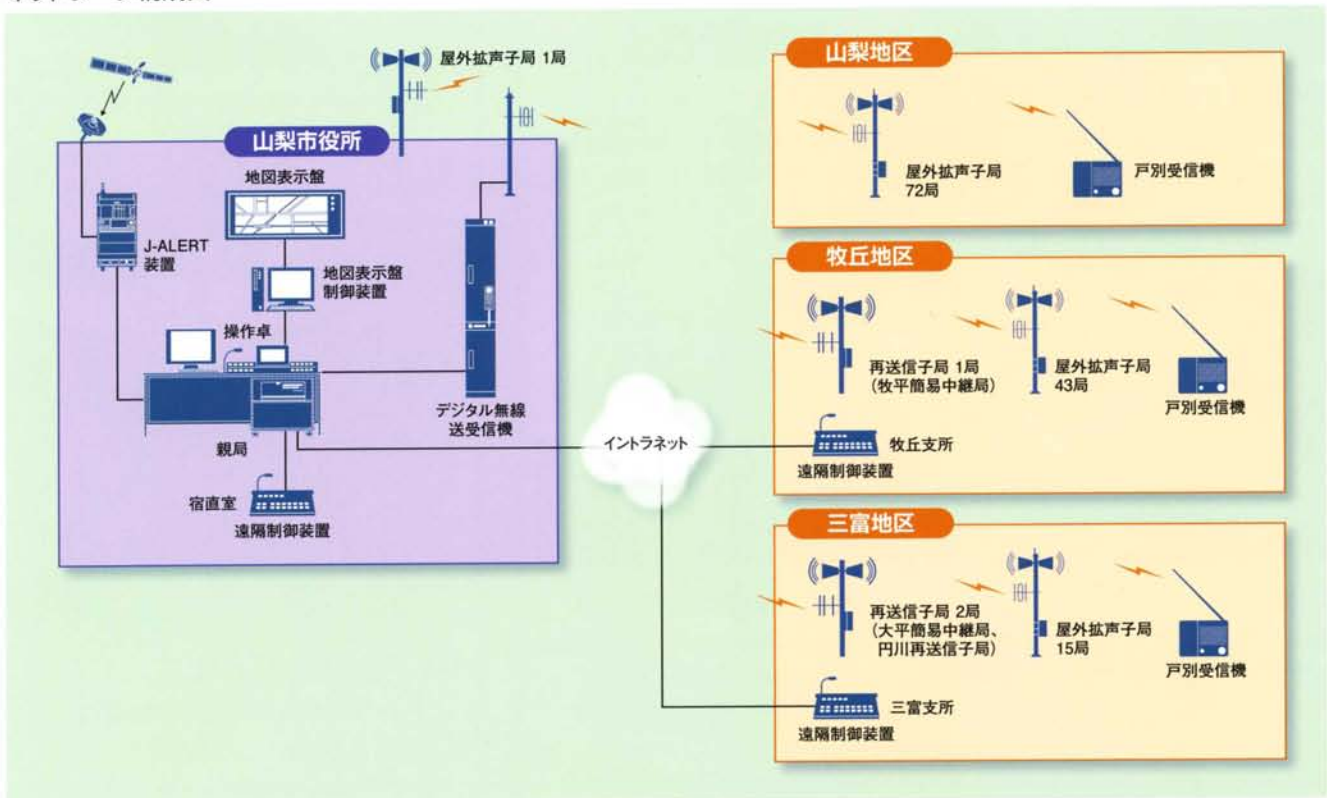 屋外拡声子局 1局
山梨市役所
地図表示盤
J-ALERT
装置
地図表示盤
制御装置
操作卓
デジタル無線
送受信機
親局
宿直室
遠隔制御装置
イントラネット
山梨地区
屋外拡声子局
72局
戸別受信機
牧丘地区
再送信子局 1局
(牧平簡易中継局)
屋外拡声子局
43局
戸別受信機
牧丘支所
遠隔制御装置
三富地区
再送信子局 2局
(大平簡易中継局、
円川再送信子局)
屋外拡声子局
15局
戸別受信機
三富支所
遠隔制御装置